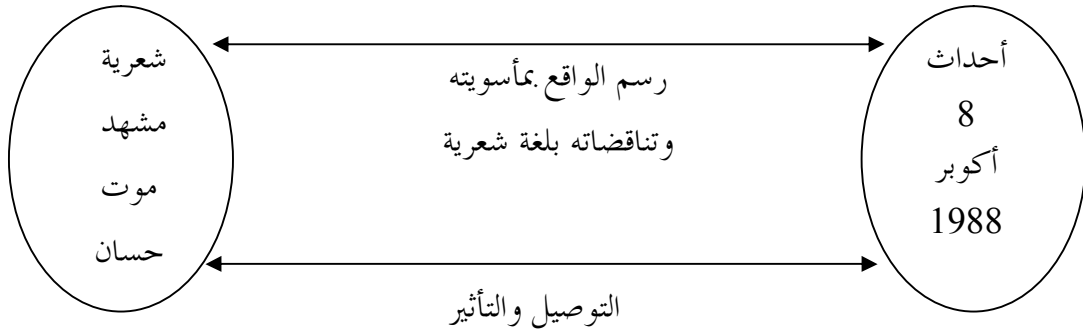 أحداث
8
أكوبر
1988
رسم الواقع بمأسويته
وتناقضاته بلغة شعرية
التوصيل والتأثير
شعرية
مشهد
موت
حسان